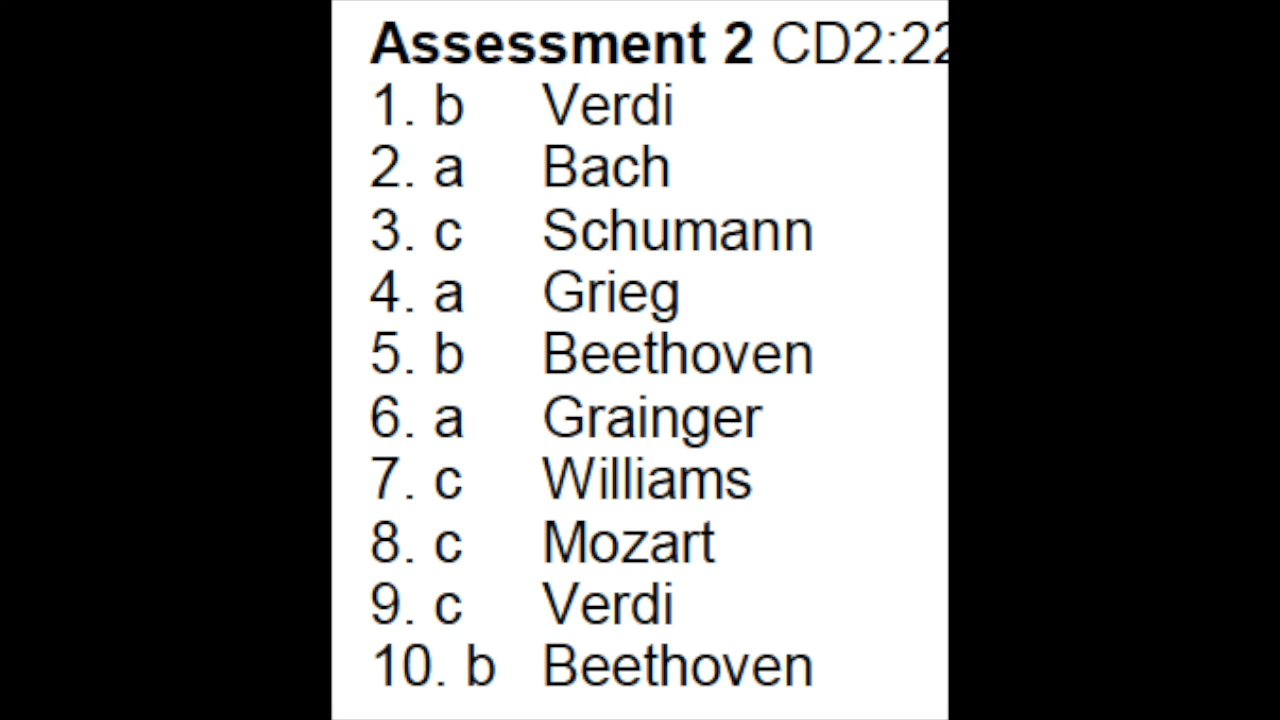 Assessment 2 CD2:22
1. b Verdi
2. a Bach
3. c Schumann
4. a Grieg
5. b Beethoven
6. a Grainger
7. c Williams
8. c Mozart
9. c Verdi
10. b Beethoven